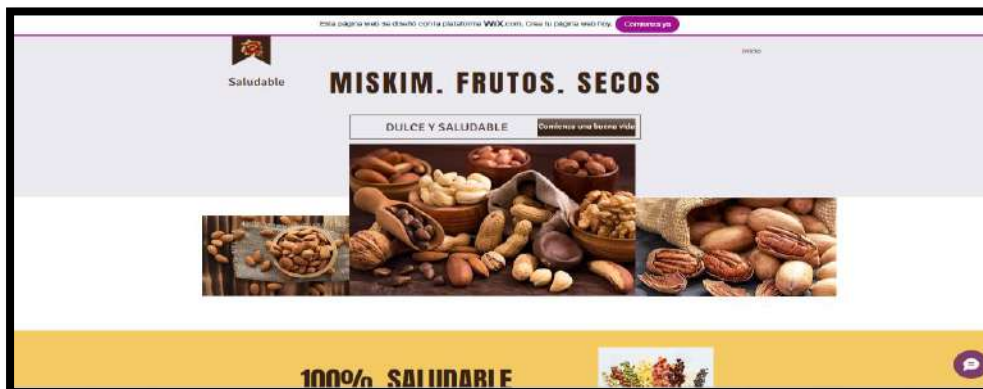 Esta página web se diseñó con la plataforma WiX.com. Crea tu página web hoy. Comienza ya
Inicio
Saludable
MISKIM. FRUTOS. SECOS
DULCE Y SALUDABLE Comienza una buena vida
100% SALUDABLE